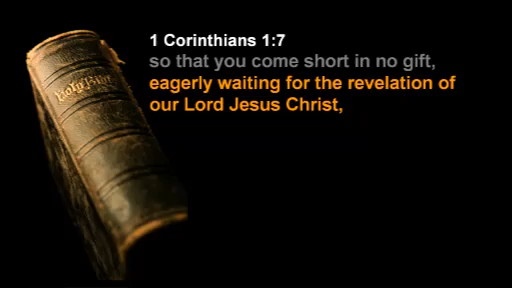 1 Corinthians 1:7
so that you come short in no gift,
eagerly waiting for the revelation of
our Lord Jesus Christ,
Holy Bible